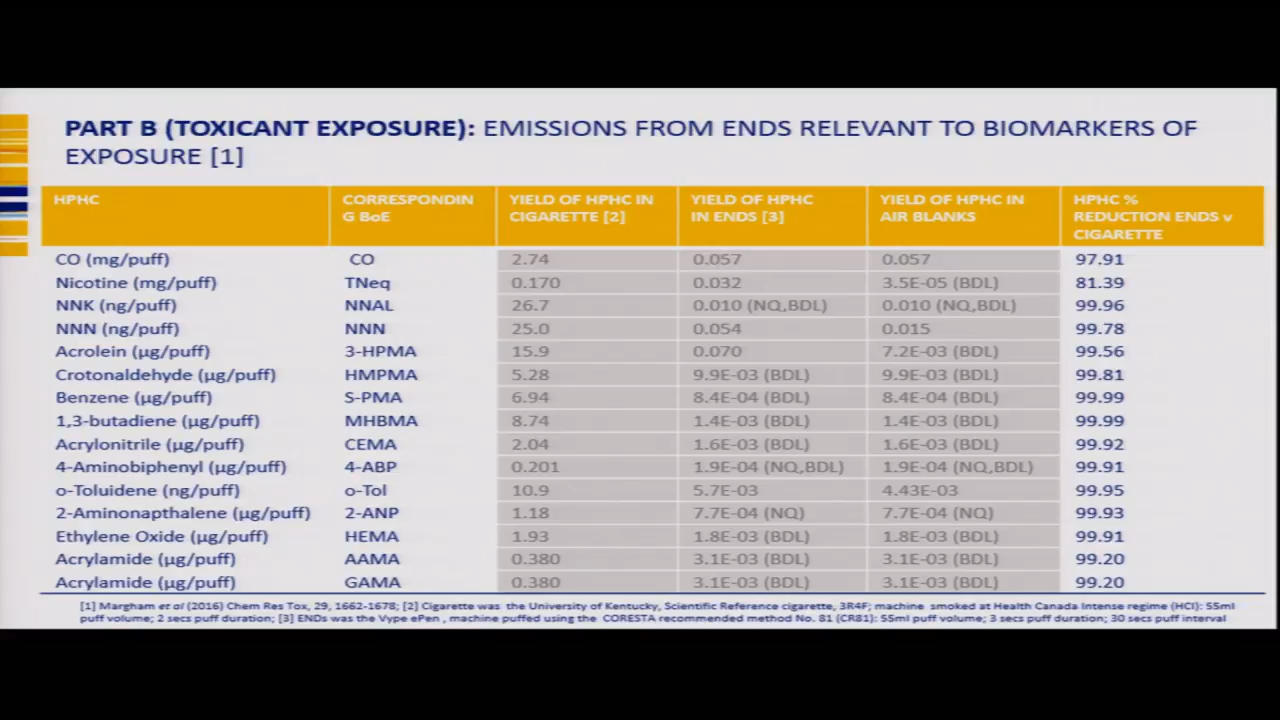 PART B (TOXICANT EXPOSURE): EMISSIONS FROM ENDS RELEVANT TO BIOMARKERS OF
EXPOSURE [1]
HPHC CORRESPONDIN YIELD OF HPHC IN YIELD OF HPHC YIELD OF HPHC IN HPHC %
G BoE CIGARETTE [2] IN ENDS [3] AIR BLANKS REDUCTION ENDS v
CIGARETTE
CO (mg/puff) CO 2.74 0.057 0.057 97.91
Nicotine (mg/puff) TNeq 0.170 0.032 3.5E-05 (BDL) 81.39
NNK (ng/puff) NNAL 26.7 0.010 (NQ,BDL) 0.010 (NQ,BDL) 99.96
NNN (ng/puff) NNN 25.0 0.054 0.015 99.78
Acrolein (µg/puff) 3-HPMA 15.9 0.070 7.2E-03 (BDL) 99.56
Crotonaldehyde (µg/puff) HMPMA 5.28 9.9E-03 (BDL) 9.9E-03 (BDL) 99.81
Benzene (µg/puff) S-PMA 6.94 8.4E-04 (BDL) 8.4E-04 (BDL) 99.99
1,3-butadiene (µg/puff) MHBMA 8.74 1.4E-03 (BDL) 1.4E-03 (BDL) 99.99
Acrylonitrile (µg/puff) CEMA 2.04 1.6E-03 (BDL) 1.6E-03 (BDL) 99.92
4-Aminobiphenyl (µg/puff) 4-ABP 0.201 1.9E-04 (NQ,BDL) 1.9E-04 (NQ,BDL) 99.91
o-Toluidene (ng/puff) o-Tol 10.9 5.7E-03 4.43E-03 99.95
2-Aminonapthalene (µg/puff) 2-ANP 1.18 7.7E-04 (NQ) 7.7E-04 (NQ) 99.93
Ethylene Oxide (µg/puff) HEMA 1.93 1.8E-03 (BDL) 1.8E-03 (BDL) 99.91
Acrylamide (µg/puff) AAMA 0.380 3.1E-03 (BDL) 3.1E-03 (BDL) 99.20
Acrylamide (µg/puff) GAMA 0.380 3.1E-03 (BDL) 3.1E-03 (BDL) 99.20
[1] Margham et al (2016) Chem Res Tox, 29, 1662-1678; [2] Cigarette was the University of Kentucky, Scientific Reference cigarette, 3R4F; machine smoked at Health Canada Intense regime (HCI): 55ml
puff volume; 2 secs puff duration; [3] ENDs was the Vype ePen , machine puffed using the CORESTA recommended method No. 81 (CR81): 55ml puff volume; 3 secs puff duration; 30 secs puff interval